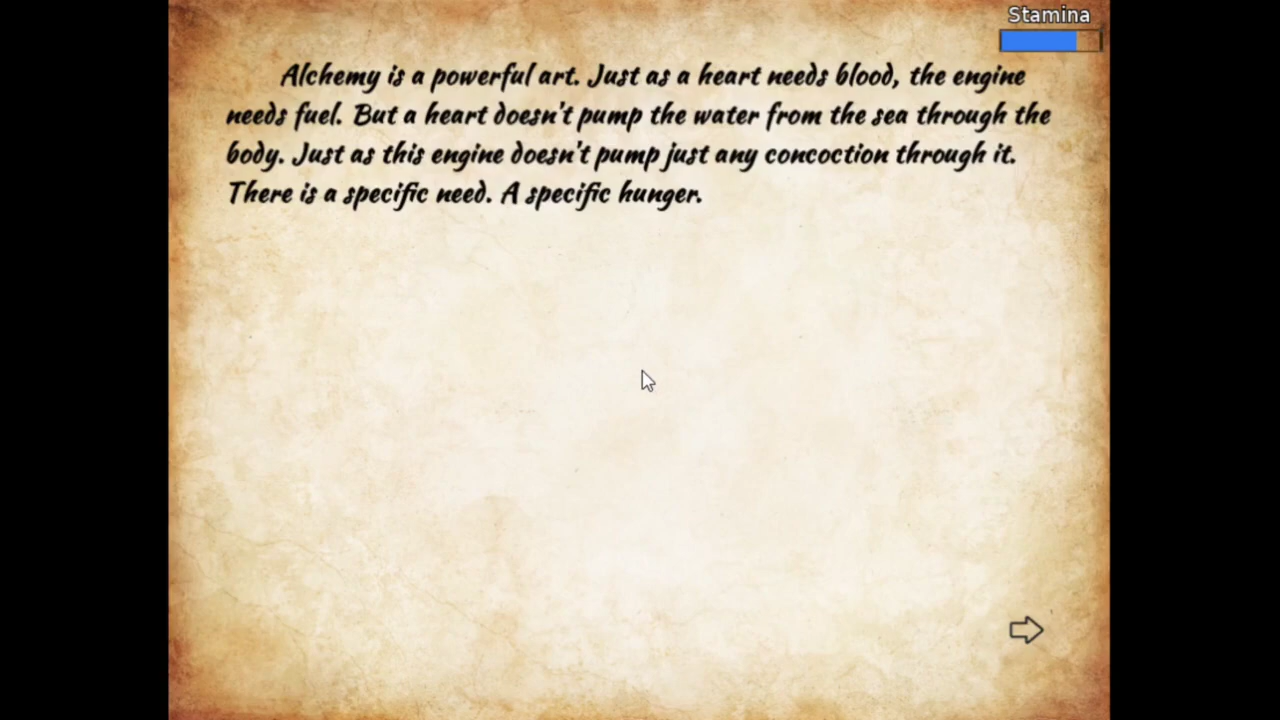 Stamina
Alchemy is a powerful art. Just as a heart needs blood, the engine
needs fuel. But a heart doesn't pump the water from the sea through the
body. Just as this engine doesn't pump just any concoction through it.
There is a specific need. A specific hunger.